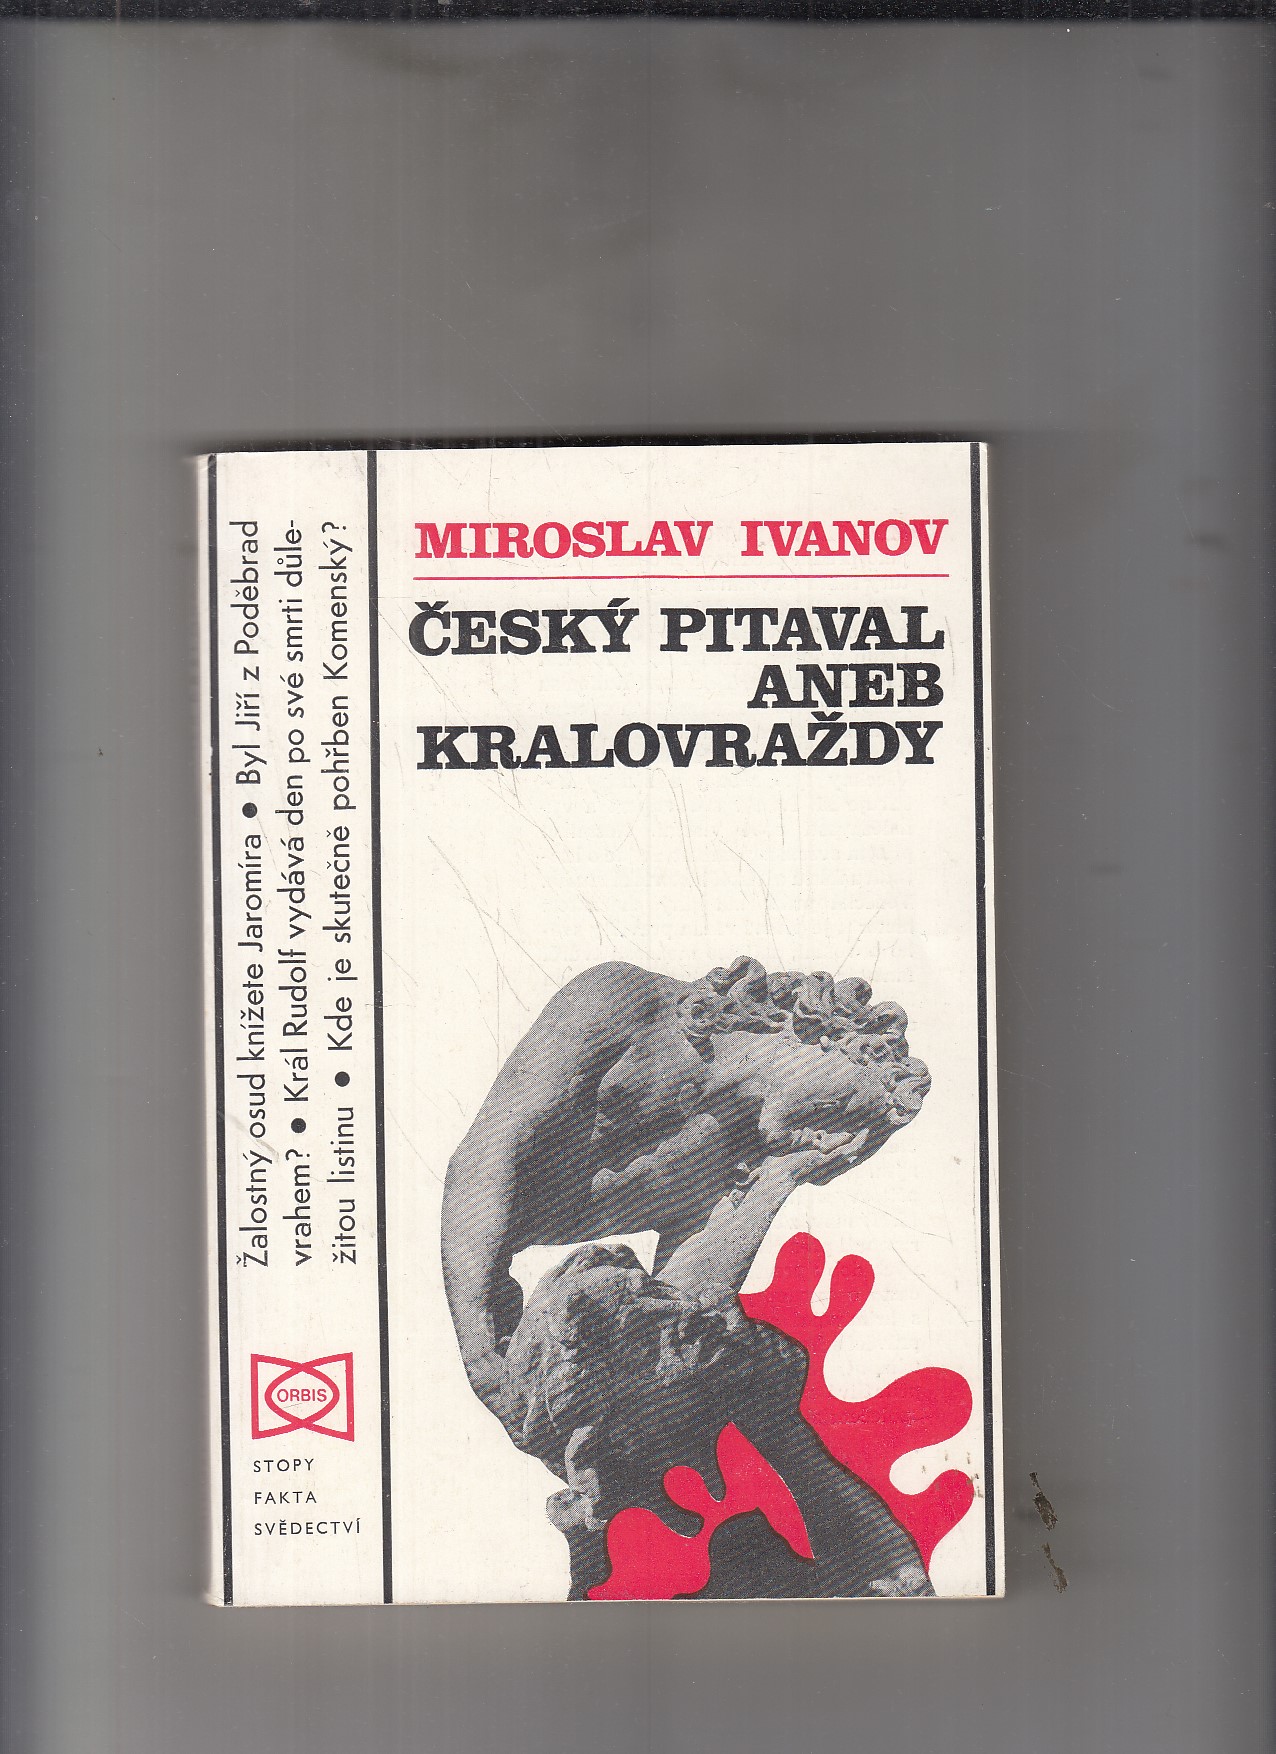 MIROSLAV IVANOV
ČESKÝ PITAVAL
ANEB
KRALOVRAŽDY
Žalostný osud knížete Jaromíra • Byl Jiří z Poděbrad
vrahem? • Král Rudolf vydává den po své smrti důle-
žitou listinu • Kde je skutečně pohřben Komenský?
ORBIS
STOPY
FAKTA
SVĚDECTVÍ